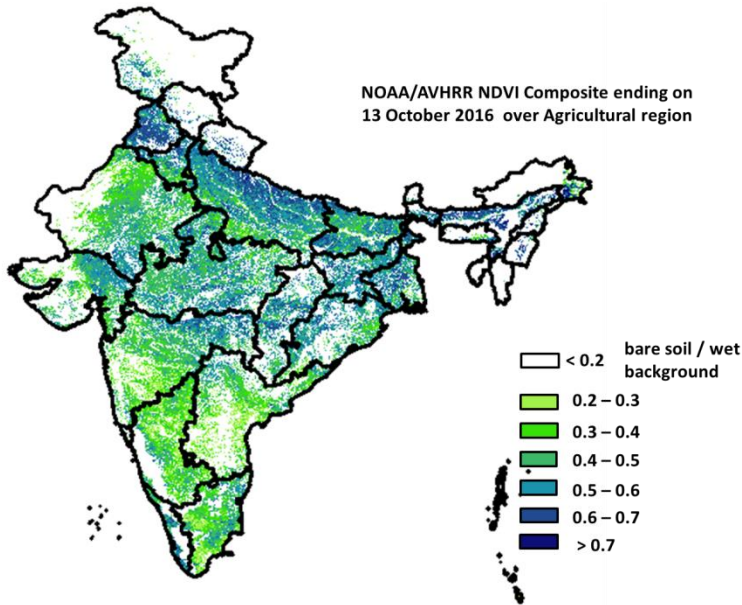 NOAA/AVHRR NDVI Composite ending on
13 October 2016 over Agricultural region
< 0.2 bare soil / wet
background
0.2 – 0.3
0.3 – 0.4
0.4 – 0.5
0.5 – 0.6
0.6 – 0.7
> 0.7